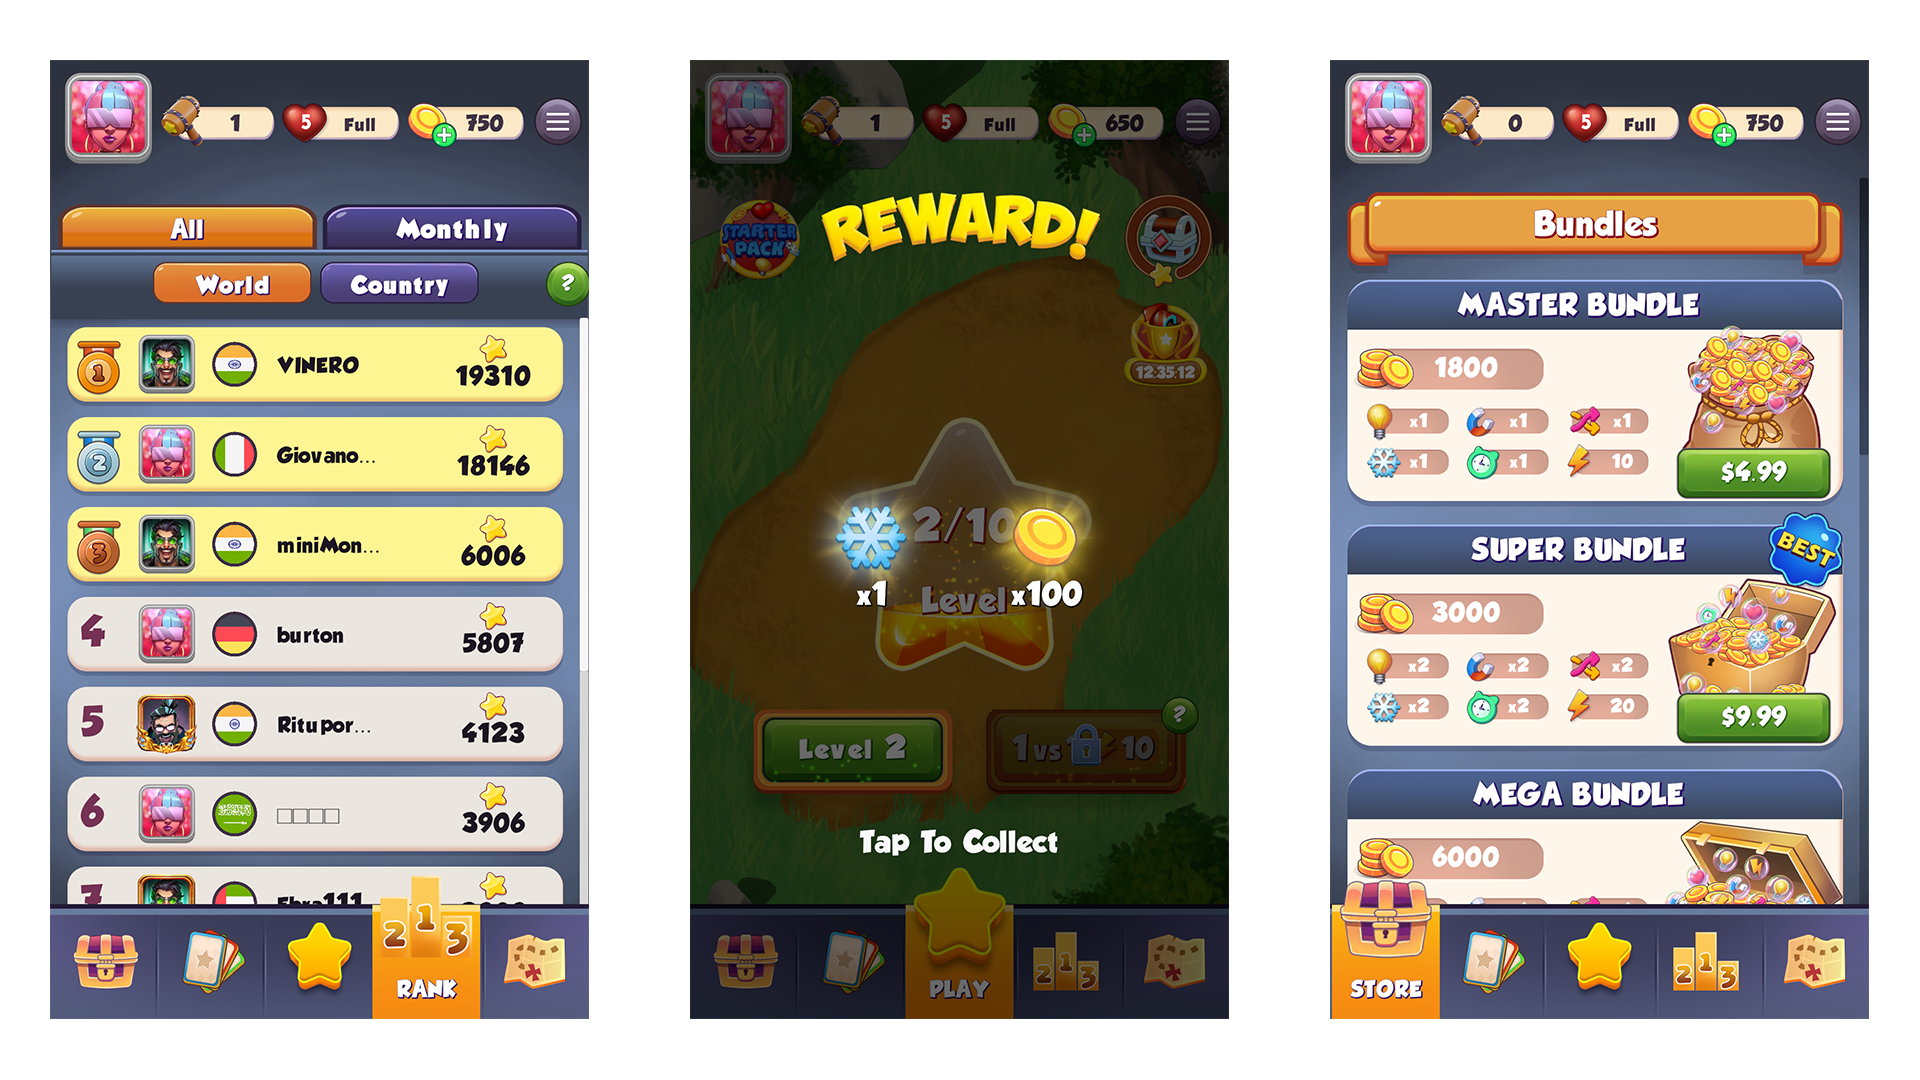 1
5
Full
750
All
Monthly
World
Country
?
1
VINERO
19310
2
Giovano...
18146
3
miniMon...
6006
4
burton
5807
5
Ritupor...
4123
6
□□□□
3906
7
Fbra111
2 1 3
RANK
1
5
Full
650
STARTER
PACK
REWARD!
12:35:12
2/10
x1
Level
x100
Level 2
1 vs
10
?
Tap To Collect
PLAY
2 1 3
0
5
Full
750
Bundles
MASTER BUNDLE
1800
x1
x1
x1
x1
x1
10
$4.99
SUPER BUNDLE
BEST
3000
x2
x2
x2
x2
x2
20
$9.99
MEGA BUNDLE
6000
STORE
2 1 3